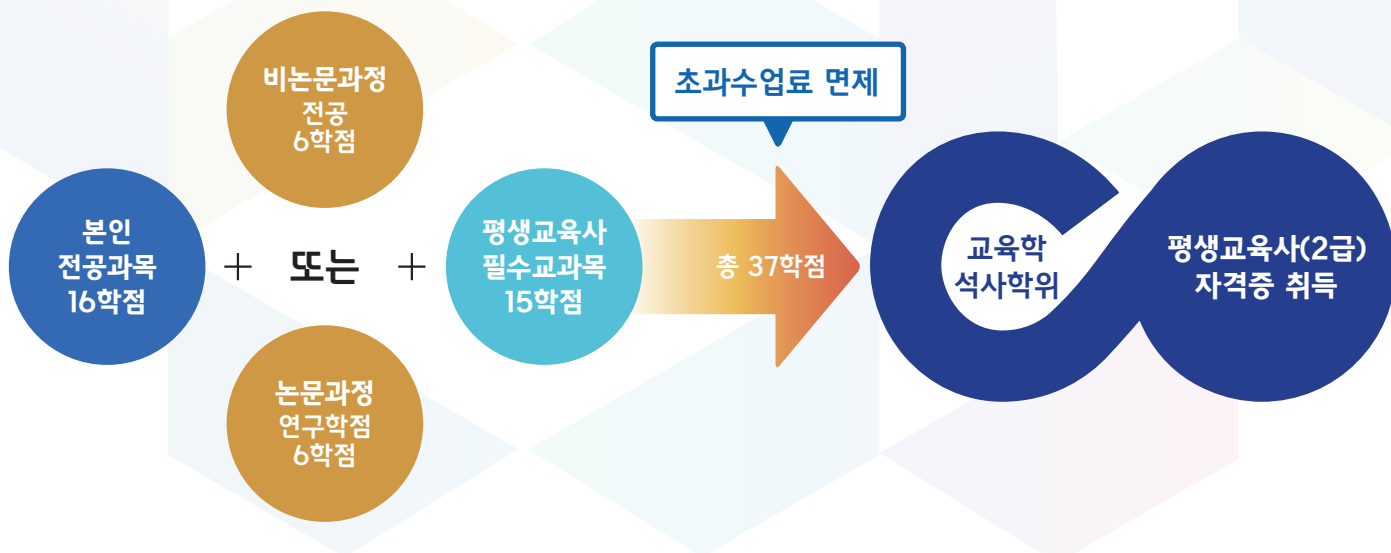 본인
전공과목
16학점
+
비논문과정
전공
6학점
또는
논문과정
연구학점
6학점
+
평생교육사
필수교과목
15학점
초과수업료 면제
총 37학점
교육학
석사학위
평생교육사(2급)
자격증 취득